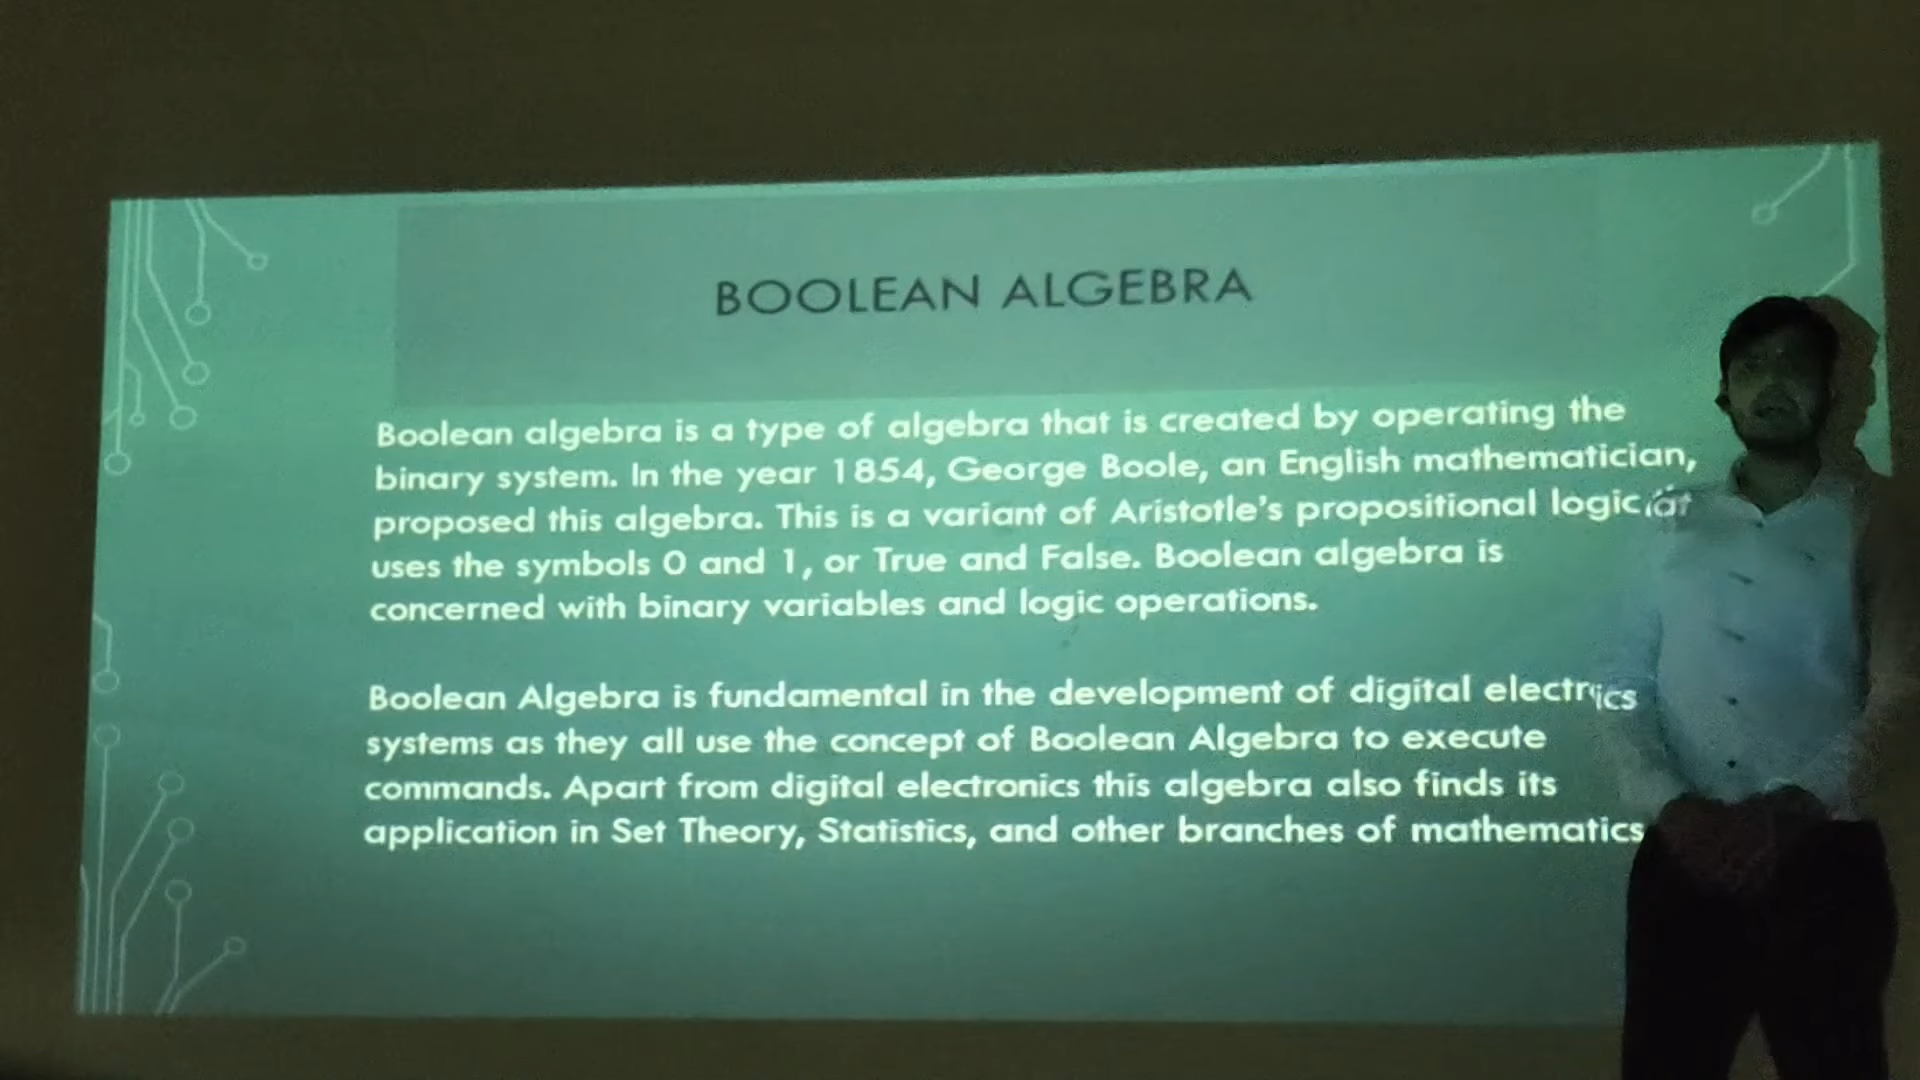 BOOLEAN ALGEBRA
Boolean algebra is a type of algebra that is created by operating the
binary system. In the year 1854, George Boole, an English mathematician,
proposed this algebra. This is a variant of Aristotle's propositional logic
uses the symbols 0 and 1, or True and False. Boolean algebra is
concerned with binary variables and logic operations.
Boolean Algebra is fundamental in the development of digital electrics
systems as they all use the concept of Boolean Algebra to execute
commands. Apart from digital electronics this algebra also finds its
application in Set Theory, Statistics, and other branches of mathematics